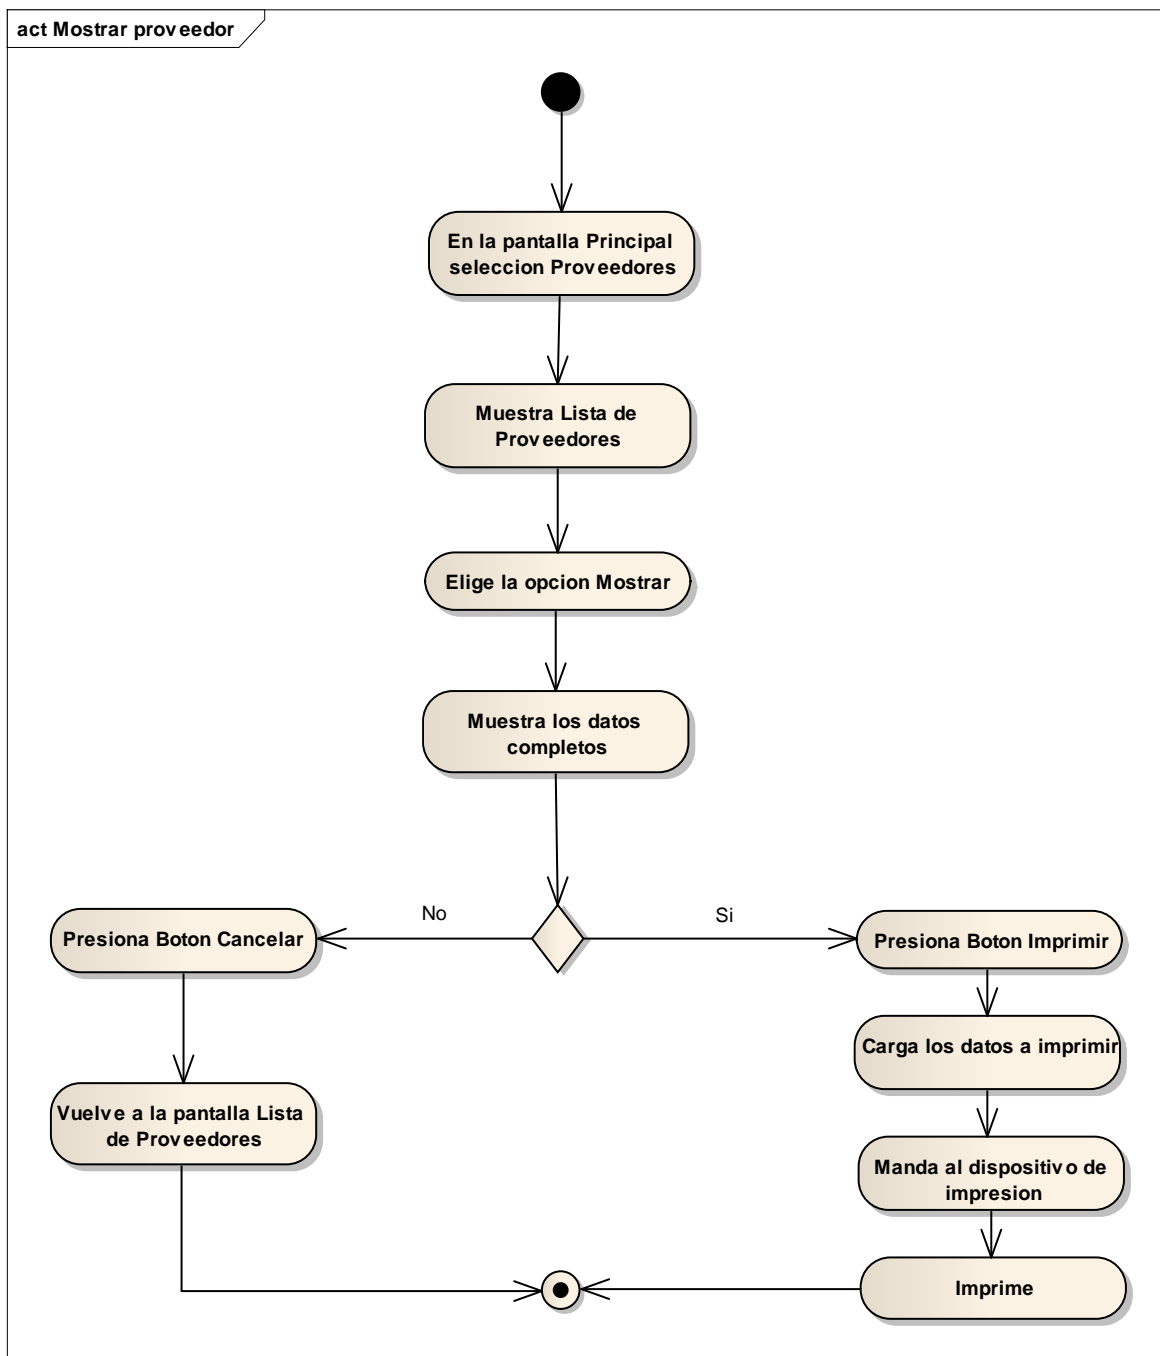 act Mostrar proveedor
En la pantalla Principal
seleccion Proveedores
Muestra Lista de
Proveedores
Elige la opcion Mostrar
Muestra los datos
completos
No
Si
Presiona Boton Cancelar
Presiona Boton Imprimir
Carga los datos a imprimir
Vuelve a la pantalla Lista
de Proveedores
Manda al dispositivo de
impresion
Imprime